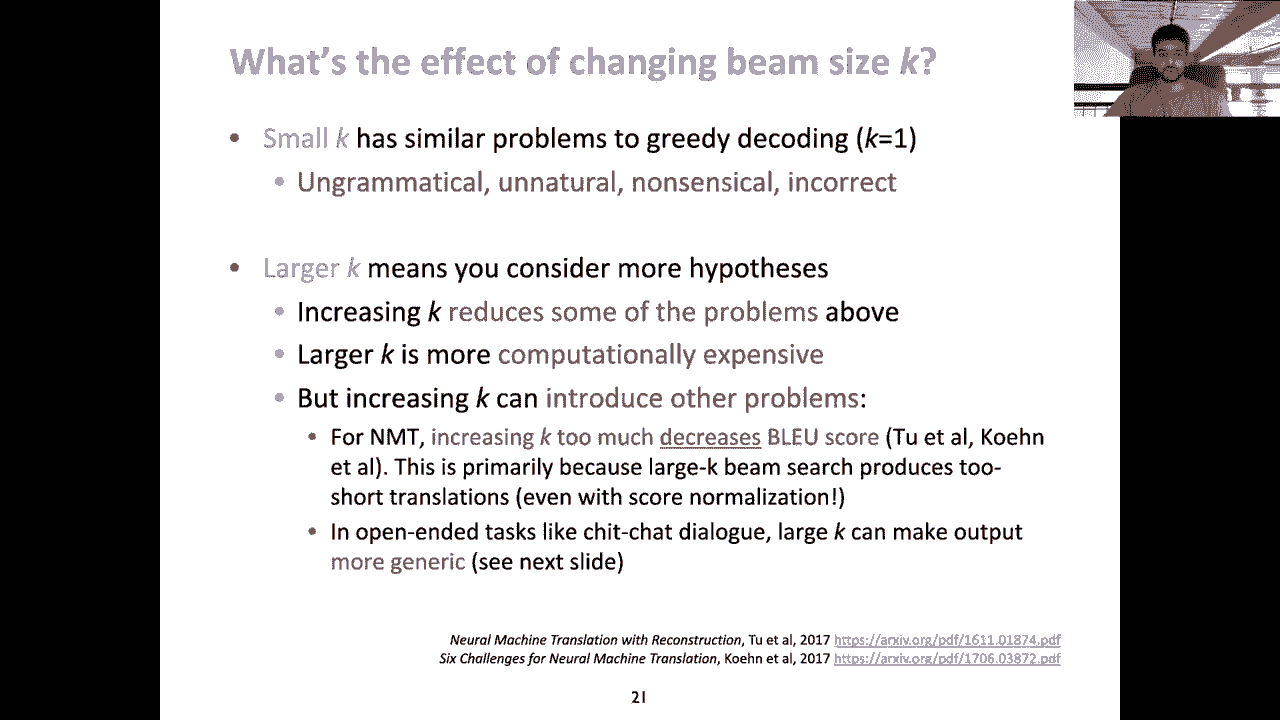 What's the effect of changing beam size k?
• Small k has similar problems to greedy decoding (k=1)
• Ungrammatical, unnatural, nonsensical, incorrect
• Larger k means you consider more hypotheses
• Increasing k reduces some of the problems above
• Larger k is more computationally expensive
• But increasing k can introduce other problems:
• For NMT, increasing k too much decreases BLEU score (Tu et al, Koehn
et al). This is primarily because large-k beam search produces too-
short translations (even with score normalization!)
• In open-ended tasks like chit-chat dialogue, large k can make output
more generic (see next slide)
Neural Machine Translation with Reconstruction, Tu et al, 2017 https://arxiv.org/pdf/1611.01874.pdf
Six Challenges for Neural Machine Translation, Koehn et al, 2017 https://arxiv.org/pdf/1706.03872.pdf
21